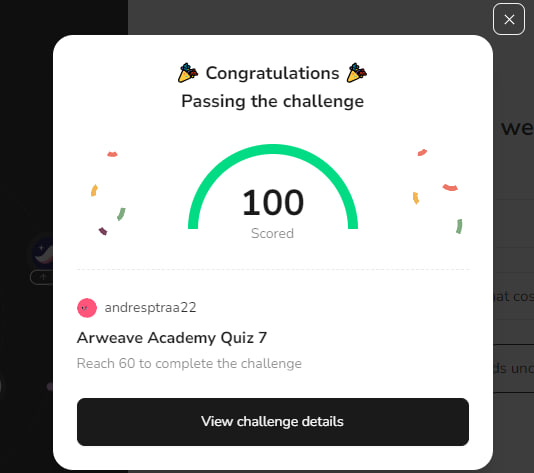 Congratulations
Passing the challenge
we
100
Scored
andresptraa22
at cos
Arweave Academy Quiz 7
Reach 60 to complete the challenge
ds und
View challenge details